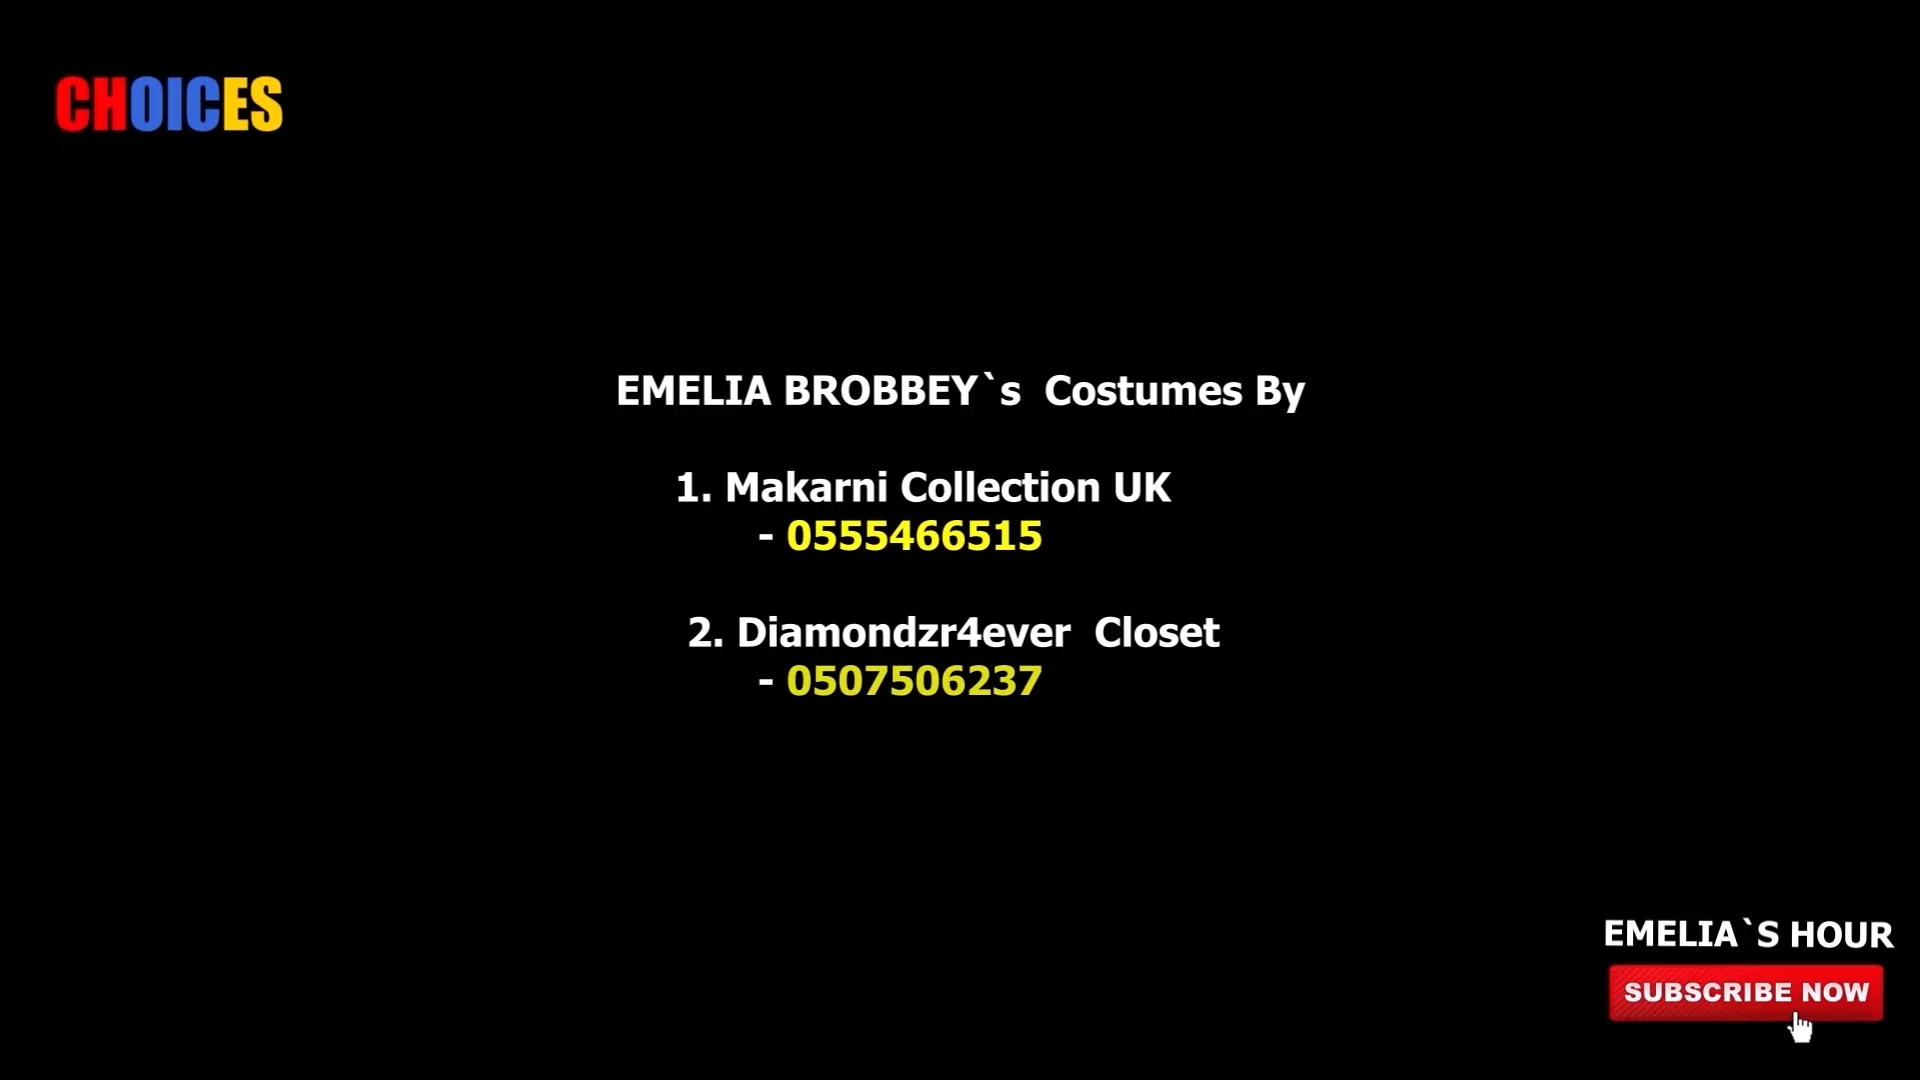 CHOICES
EMELIA BROBBEY`s Costumes By
1. Makarni Collection UK
- 0555466515
2. Diamondzr4ever Closet
- 0507506237
EMELIA`S HOUR
SUBSCRIBE NOW